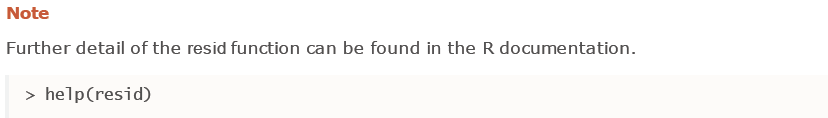 Note
Further detail of the resid function can be found in the R documentation.
> help(resid)